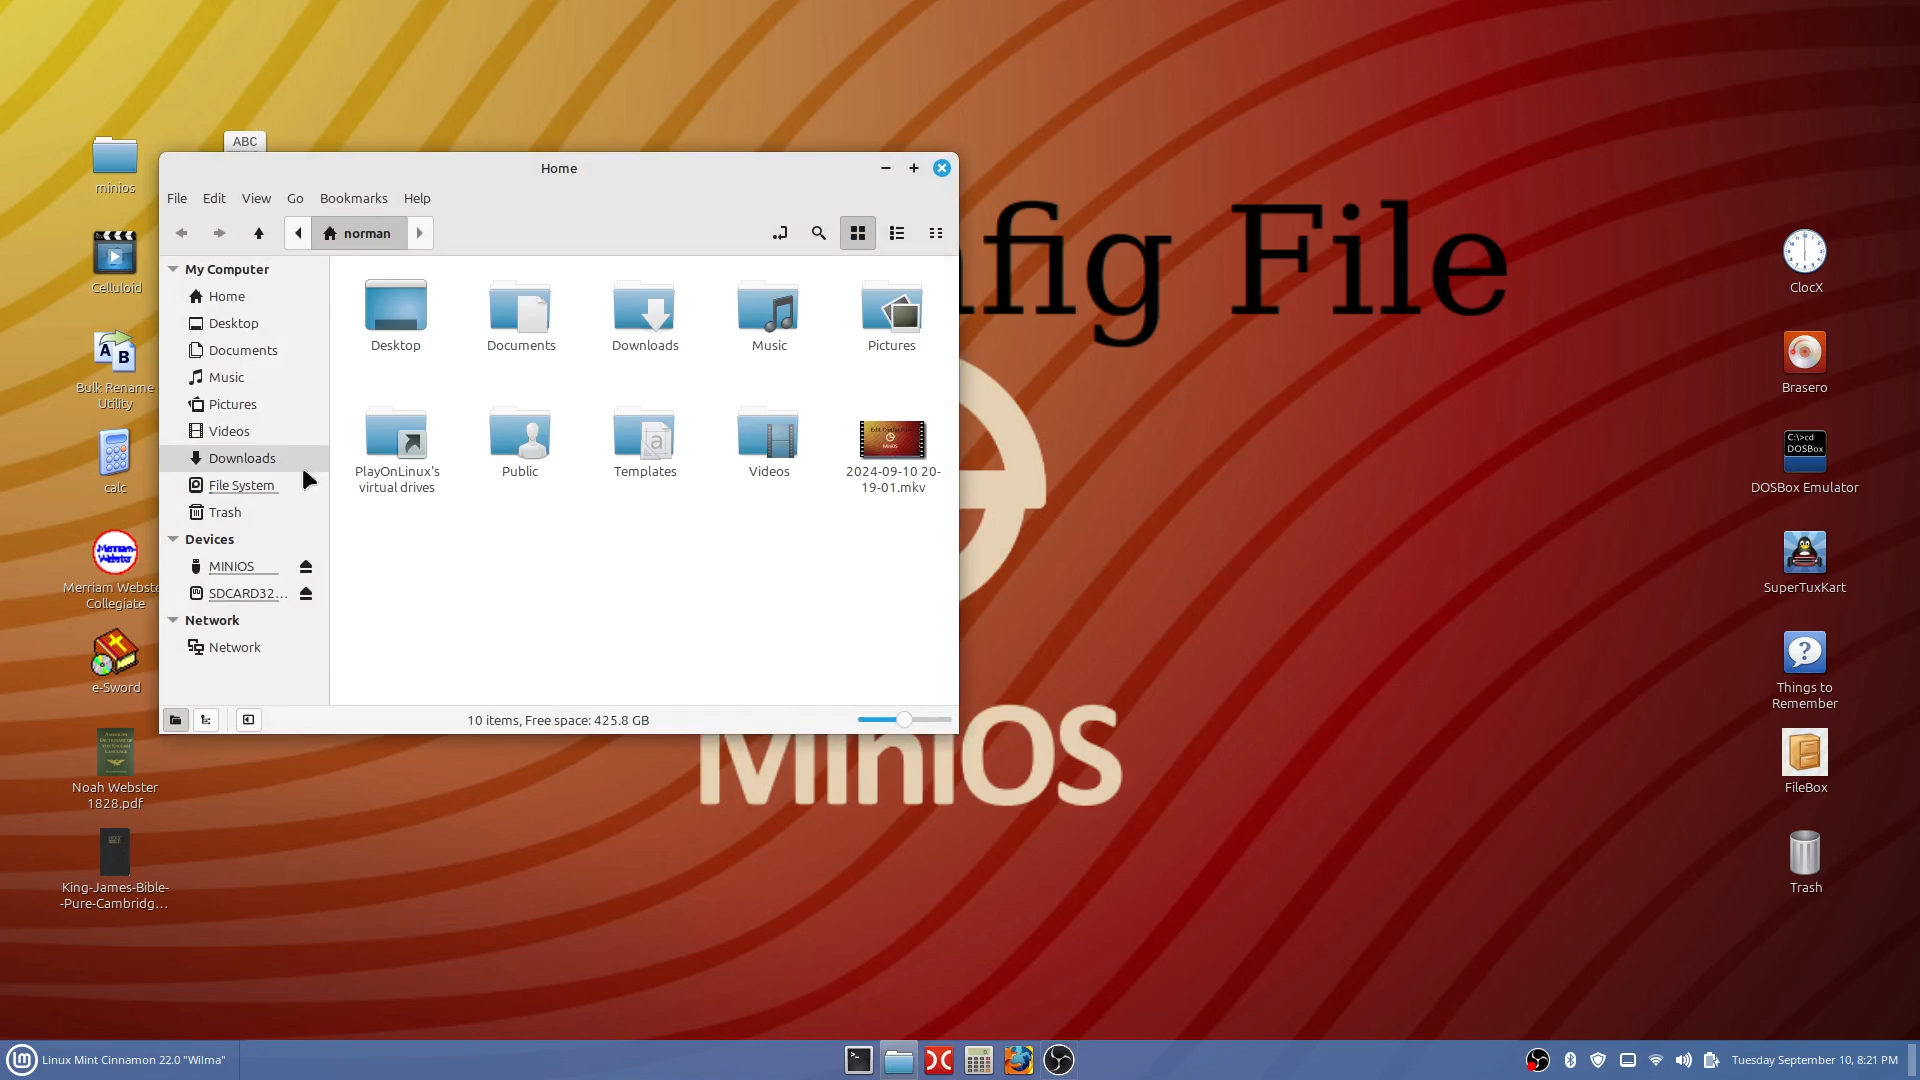 minios
ABC
Celluloid
Bulk Rename
Utility
calc
Merriam Webste
Collegiate
e-Sword
Noah Webster
1828.pdf
King-James-Bible-
-Pure-Cambridg...
Home
File Edit View Go Bookmarks Help
norman
My Computer
Home
Desktop
Documents
Music
Pictures
Videos
Downloads
File System
Trash
Devices
MINIOS
SDCARD32...
Network
Network
Desktop
Documents
Downloads
Music
Pictures
PlayOnLinux's
virtual drives
Public
Templates
Videos
2024-09-10 20-
19-01.mkv
10 items, Free space: 425.8 GB
fig File
MiniOS
ClocX
Brasero
C:\>cd
DOSBox
DOSBox Emulator
SuperTuxKart
Things to
Remember
FileBox
Trash
Linux Mint Cinnamon 22.0 "Wilma"
Tuesday September 10, 8:21 PM